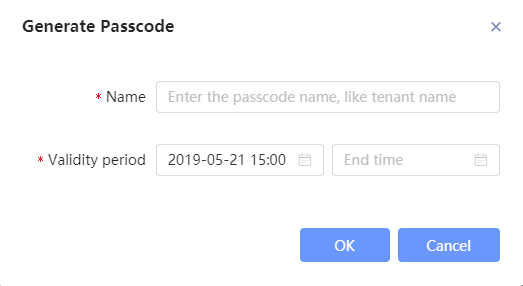 Generate Passcode
* Name Enter the passcode name, like tenant name
* Validity period 2019-05-21 15:00 End time
OK Cancel